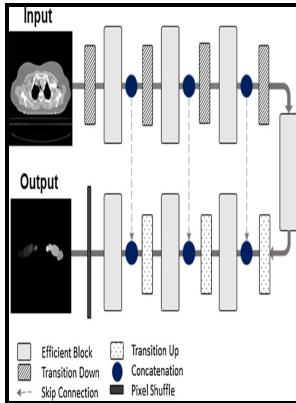 Input
Output
Efficient Block
Transition Up
Transition Down
Concatenation
Skip Connection
Pixel Shuffle